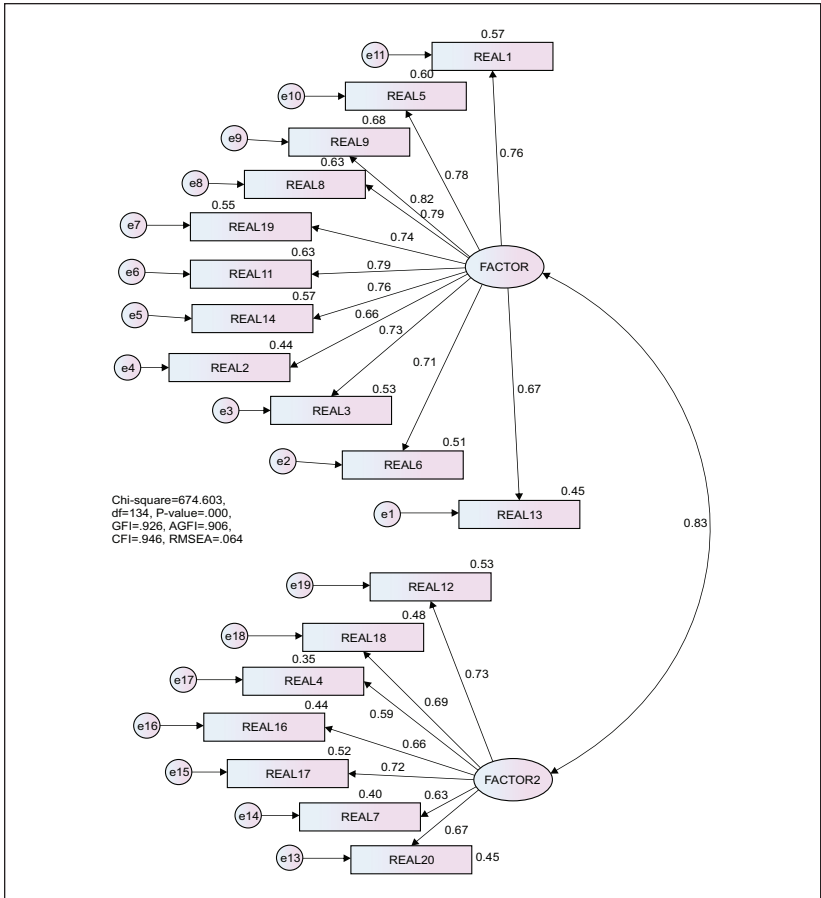 0.57
e11
REAL1
0.60
e10
REAL5
0.68
e9
REAL9
0.63
e8
REAL8
0.55
e7
REAL19
0.63
e6
REAL11
0.57
e5
REAL14
0.44
e4
REAL2
0.53
e3
REAL3
0.51
e2
REAL6
0.45
e1
REAL13
0.76
0.78
0.82
0.79
0.74
0.79
0.76
0.66
0.73
0.71
0.67
FACTOR
0.83
Chi-square=674.603,
df=134, P-value=.000,
GFI=.926, AGFI=.906,
CFI=.946, RMSEA=.064
0.53
e19
REAL12
0.48
e18
REAL18
0.35
e17
REAL4
0.44
e16
REAL16
0.52
e15
REAL17
0.40
e14
REAL7
e13
REAL20
0.45
0.73
0.69
0.59
0.66
0.72
0.63
0.67
FACTOR2